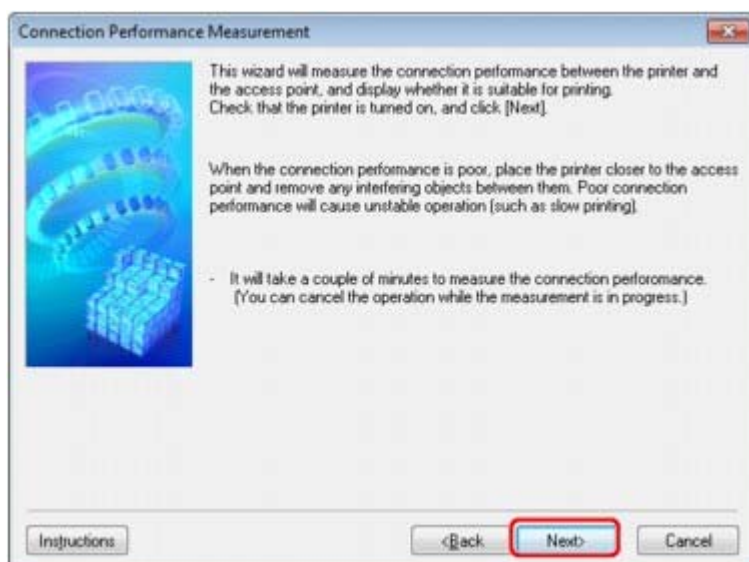 Connection Performance Measurement
This wizard will measure the connection performance between the printer and
the access point, and display whether it is suitable for printing.
Check that the printer is turned on, and click [Next].
When the connection performance is poor, place the printer closer to the access
point and remove any interfering objects between them. Poor connection
performance will cause unstable operation (such as slow printing).
- It will take a couple of minutes to measure the connection perforomance.
(You can cancel the operation while the measurement is in progress.)
Instructions
<Back
Next>
Cancel